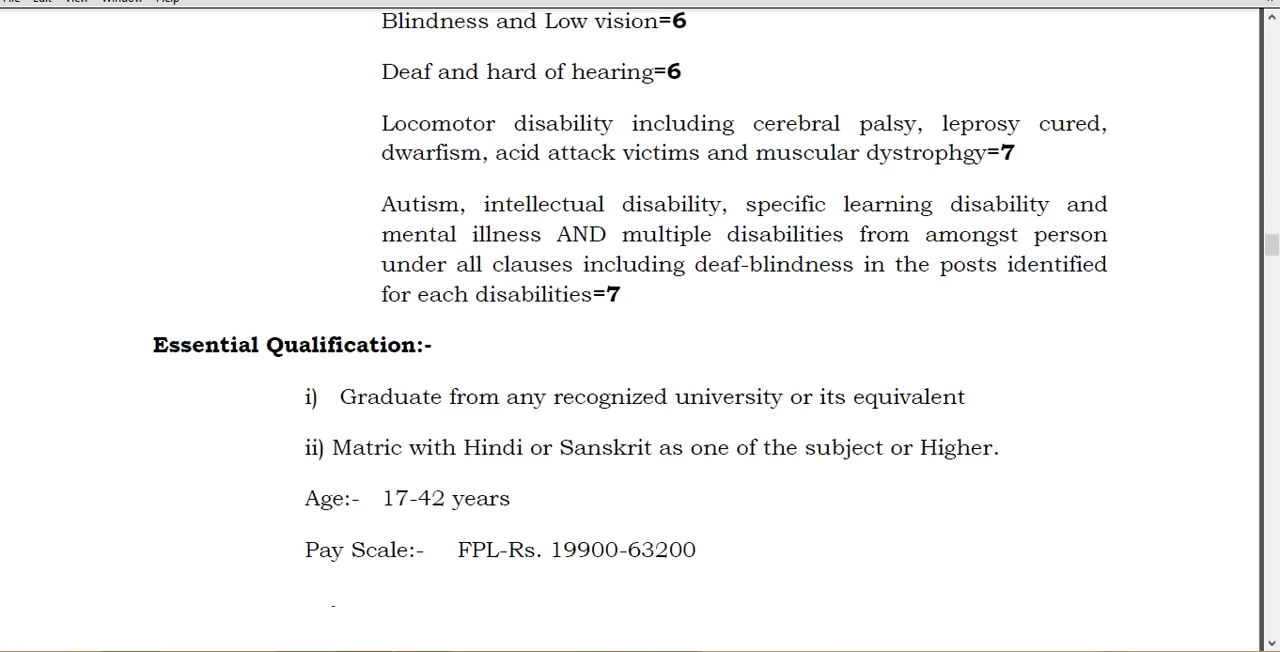 Blindness and Low vision=6
Deaf and hard of hearing=6
Locomotor disability including cerebral palsy, leprosy cured,
dwarfism, acid attack victims and muscular dystrophgy=7
Autism, intellectual disability, specific learning disability and
mental illness AND multiple disabilities from amongst person
under all clauses including deaf-blindness in the posts identified
for each disabilities=7
Essential Qualification:-
i) Graduate from any recognized university or its equivalent
ii) Matric with Hindi or Sanskrit as one of the subject or Higher.
Age:- 17-42 years
Pay Scale:- FPL-Rs. 19900-63200